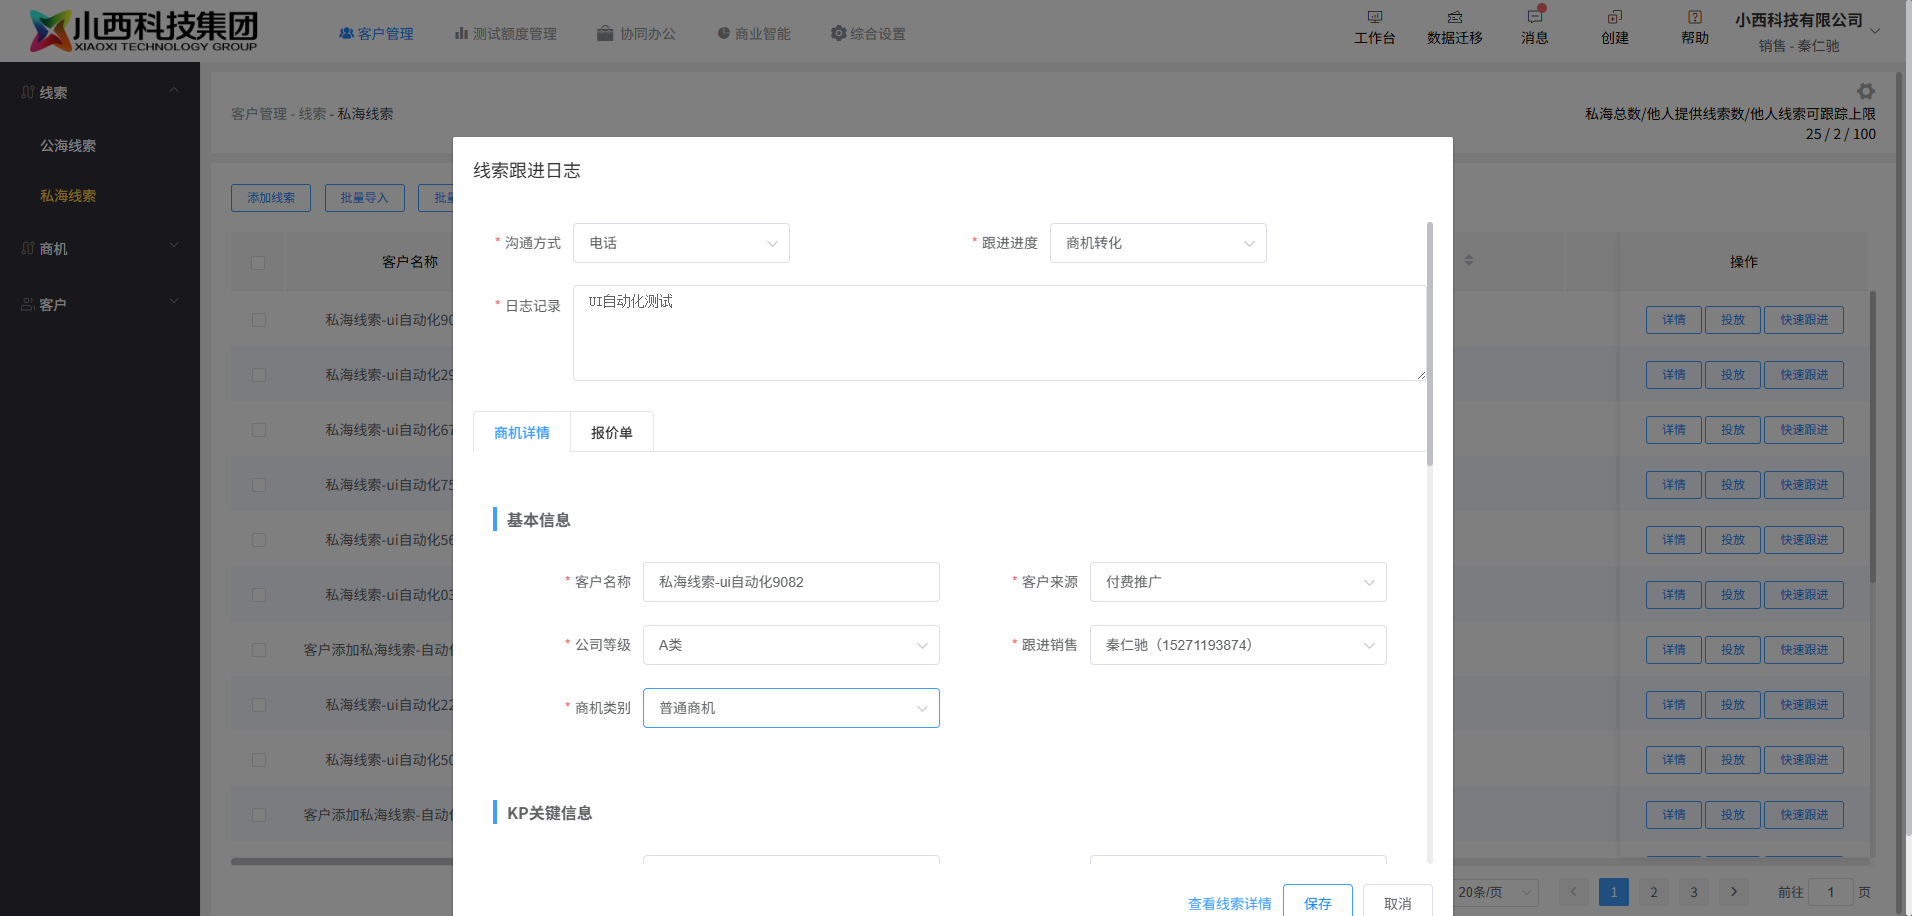 小西科技集团
XIAOXI TECHNOLOGY GROUP
客户管理
测试额度管理
协同办公
商业智能
综合设置
工作台
数据迁移
消息
创建
帮助
小西科技有限公司
销售 - 秦仁驰
线索
公海线索
私海线索
商机
客户
客户管理 - 线索 - 私海线索
私海总数/他人提供线索数/他人线索可跟踪上限
25 / 2 / 100
添加线索
批量导入
批量
客户名称
操作
私海线索-ui自动化90
详情 投放 快速跟进
私海线索-ui自动化29
详情 投放 快速跟进
私海线索-ui自动化67
详情 投放 快速跟进
私海线索-ui自动化75
详情 投放 快速跟进
私海线索-ui自动化56
详情 投放 快速跟进
私海线索-ui自动化03
详情 投放 快速跟进
客户添加私海线索-自动化
详情 投放 快速跟进
私海线索-ui自动化22
详情 投放 快速跟进
私海线索-ui自动化50
详情 投放 快速跟进
客户添加私海线索-自动化
详情 投放 快速跟进
20条/页
1
2
3
前往 1 页
线索跟进日志
* 沟通方式 电话
* 跟进进度 商机转化
* 日志记录 UI自动化测试
商机详情
报价单
基本信息
* 客户名称 私海线索-ui自动化9082
* 客户来源 付费推广
* 公司等级 A类
* 跟进销售 秦仁驰（15271193874）
* 商机类别 普通商机
KP关键信息
查看线索详情
保存
取消